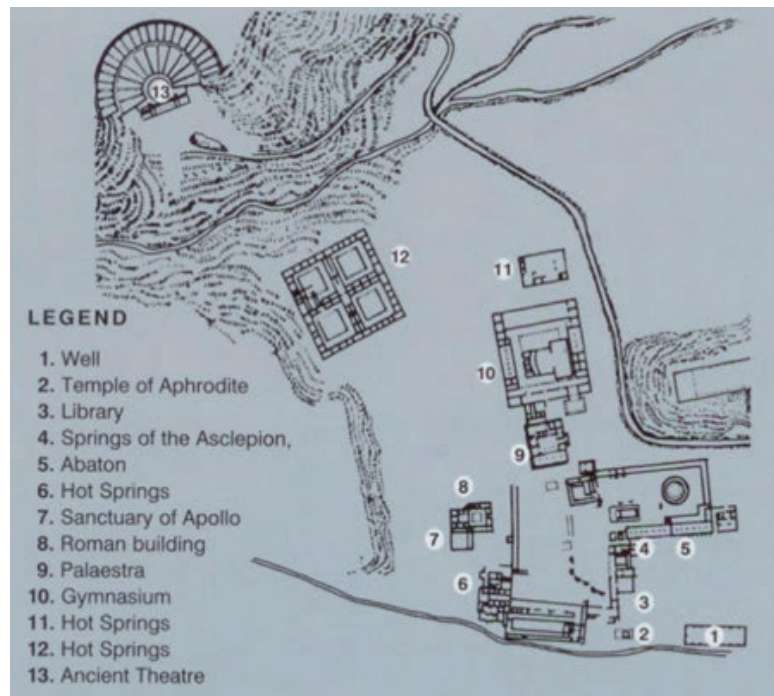 13
12
11
10
9
8
7
4
5
6
3
2
1
LEGEND
1. Well
2. Temple of Aphrodite
3. Library
4. Springs of the Asclepion,
5. Abaton
6. Hot Springs
7. Sanctuary of Apollo
8. Roman building
9. Palaestra
10. Gymnasium
11. Hot Springs
12. Hot Springs
13. Ancient Theatre